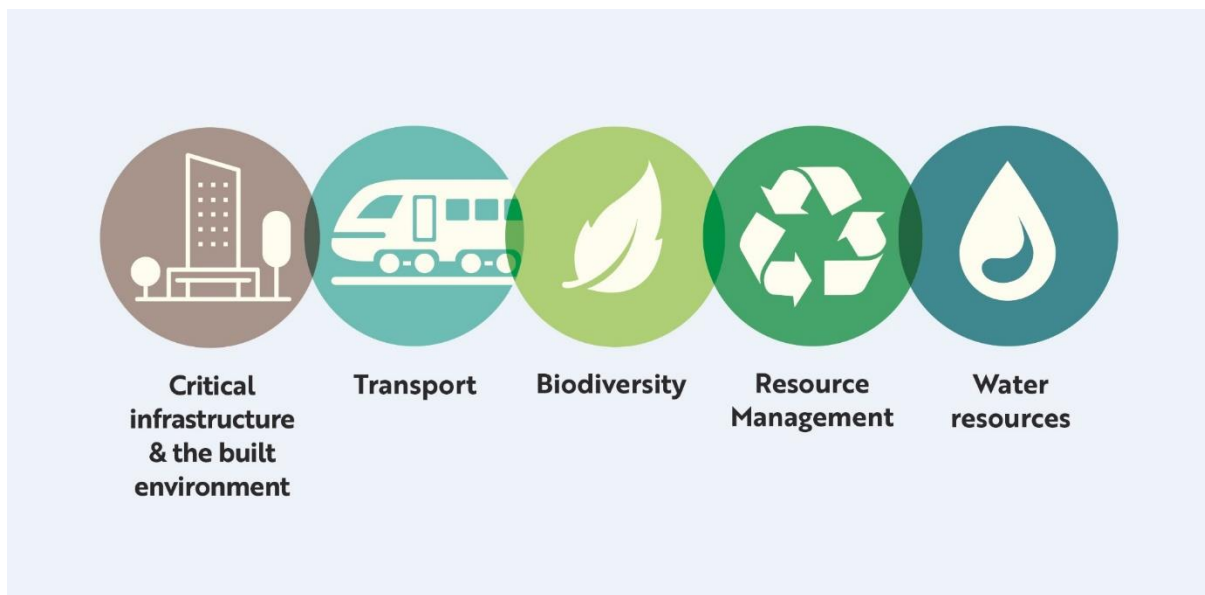 Critical
infrastructure
& the built
environment
Transport
Biodiversity
Resource
Management
Water
resources